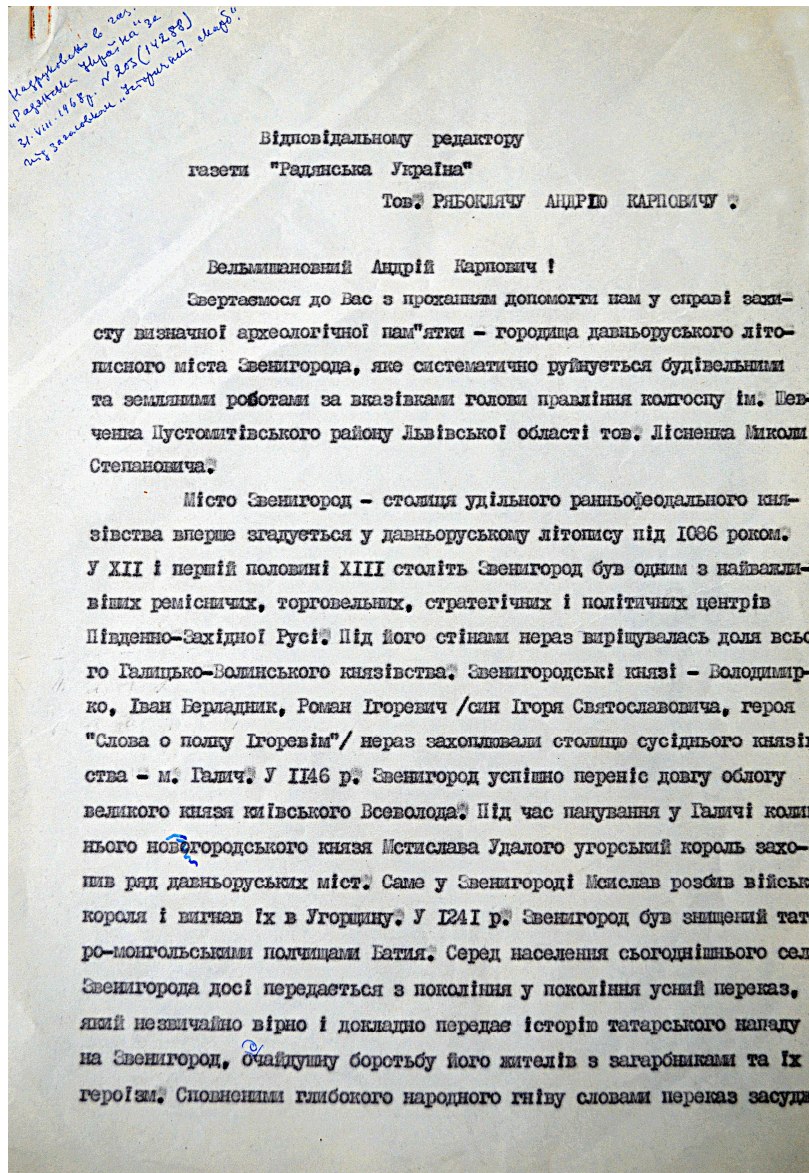 Надруковано в газ.
"Радянська Україна" за
31.VIII.1968р. № 203 (14288)
під заголовком "Історичний скарб".
Відповідальному редактору
газети "Радянська Україна"
Тов. РЯБОКЛЯЧУ АНДРІЮ КАРПОВИЧУ .
Вельмишановний Андрій Карпович !
Звертаємося до Вас з проханням допомогти нам у справі захи-
сту визначної археологічної пам"ятки - городища давньоруського літо-
писного міста Звенигорода, яке систематично руйнується будівельними
та земляними роботами за вказівками голови правління колгоспу ім. Шев-
ченка Пустомитівського району Львівської області тов. Лісненка Миколи
Степановича.
Місто Звенигород - столиця удільного ранньофеодального кня-
зівства вперше згадується у давньоруському літопису під 1086 роком.
У XII і першій половині XIII століть Звенигород був одним з найважли-
віших ремісничих, торговельних, стратегічних і політичних центрів
Південно-Західної Русі. Під його стінами нераз вирішувалась доля всьо
го Галицько-Волинського князівства. Звенигородські князі - Володимир-
ко, Іван Берладник, Роман Ігоревич /син Ігоря Святославовича, героя
"Слова о полку Ігоревім"/ нераз захоплювали столицю сусіднього князів
ства - м. Галич. У 1146 р. Звенигород успішно переніс довгу облогу
великого князя київського Всеволода. Під час панування у Галичі коли
нього новогородського князя Мстислава Удалого угорський король захо-
пив ряд давньоруських міст. Саме у Звенигороді Мсислав розбив військ
короля і вигнав їх в Угорщину. У 1241 р. Звенигород був знищений тат
ро-монгольськими полчищами Батия. Серед населення сьогоднішнього сел
Звенигорода досі передається з покоління у покоління усний переказ,
який незвичайно вірно і докладно передає історію татарського нападу
на Звенигород, очайдушну боротьбу його жителів з загарбниками та їх
героїзм. Сповненими глибокого народного гніву словами переказ засудж